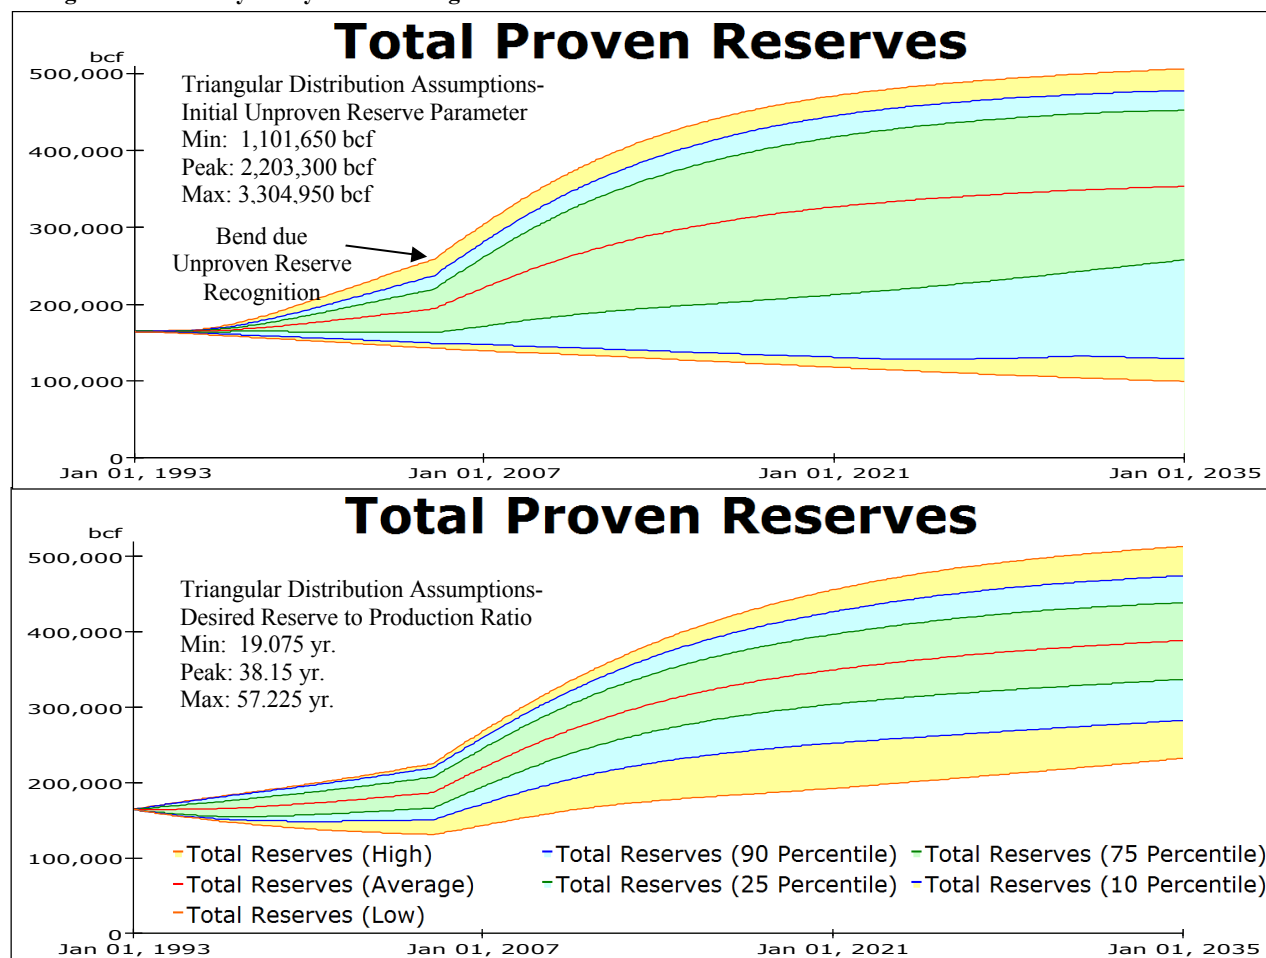 Total Proven Reserves
bcf
500,000
Triangular Distribution Assumptions-
Initial Unproven Reserve Parameter
Min:  1,101,650 bcf
Peak: 2,203,300 bcf
Max: 3,304,950 bcf
400,000
300,000
Bend due
Unproven Reserve
Recognition
200,000
100,000
0
Jan 01, 1993
Jan 01, 2007
Jan 01, 2021
Jan 01, 2035
Total Proven Reserves
bcf
500,000
Triangular Distribution Assumptions-
Desired Reserve to Production Ratio
Min:  19.075 yr.
Peak: 38.15 yr.
Max: 57.225 yr.
400,000
300,000
200,000
100,000
Total Reserves (High)
Total Reserves (90 Percentile)
Total Reserves (75 Percentile)
Total Reserves (Average)
Total Reserves (25 Percentile)
Total Reserves (10 Percentile)
Total Reserves (Low)
0
Jan 01, 1993
Jan 01, 2007
Jan 01, 2021
Jan 01, 2035